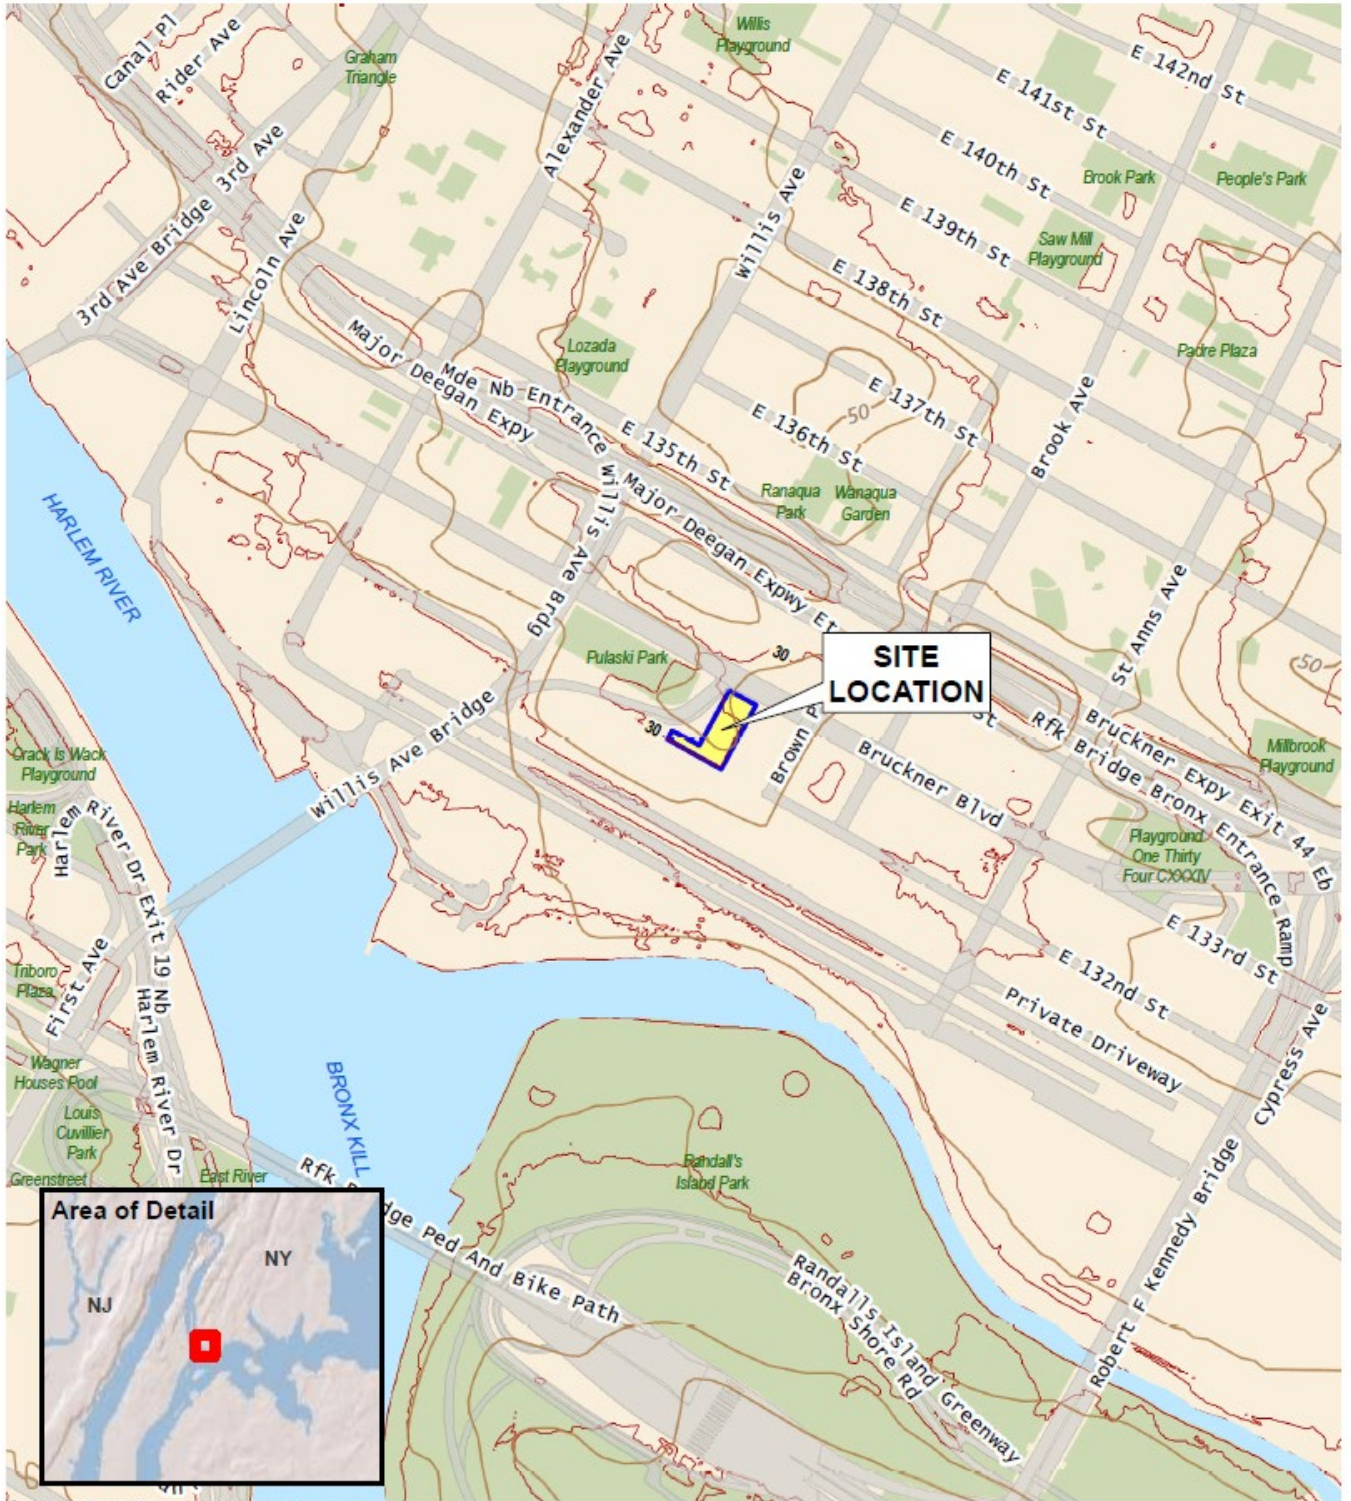 Canal Pl
Rider Ave
Graham
Triangle
Willis
Playground
E 142nd St
E 141st St
E 140th St
E 139th St
E 138th St
E 137th St
E 136th St
E 135th St
Alexander Ave
Willis Ave
Brook Park
People's Park
Saw Mill
Playground
Padre Plaza
3rd Ave Bridge
3rd Ave
Lincoln Ave
Lozada
Playground
Major Deegan Expy
Mde Nb Entrance
Willis Ave Brdg
Major Deegan Expwy Et
50
Brook Ave
Ranaqua
Park
Wanaqua
Garden
HARLEM RIVER
St Anns Ave
Pulaski Park
30
SITE
LOCATION
30
50
St
Brown P
Bruckner Blvd
Rfk Bridge Bronx Entrance Ramp
Bruckner Expy Exit 44 Eb
Millbrook
Playground
Crack Is Wack
Playground
Willis Ave Bridge
Harlem
River
Park
Harlem River Dr Exit 19 Nb
Playground
One Thirty
Four CXXXIV
E 133rd St
E 132nd St
Private Driveway
Cypress Ave
First Ave
Triboro
Plaza
Harlem River Dr
Wagner
Houses Pool
Louis
Cuvillier
Park
Greenstreet
East River
BRONX KILL
Randall's
Island Park
Rfk B dge Ped And Bike Path
Randalls Island Greenway
Bronx Shore Rd
Robert F Kennedy Bridge
Area of Detail
NY
NJ